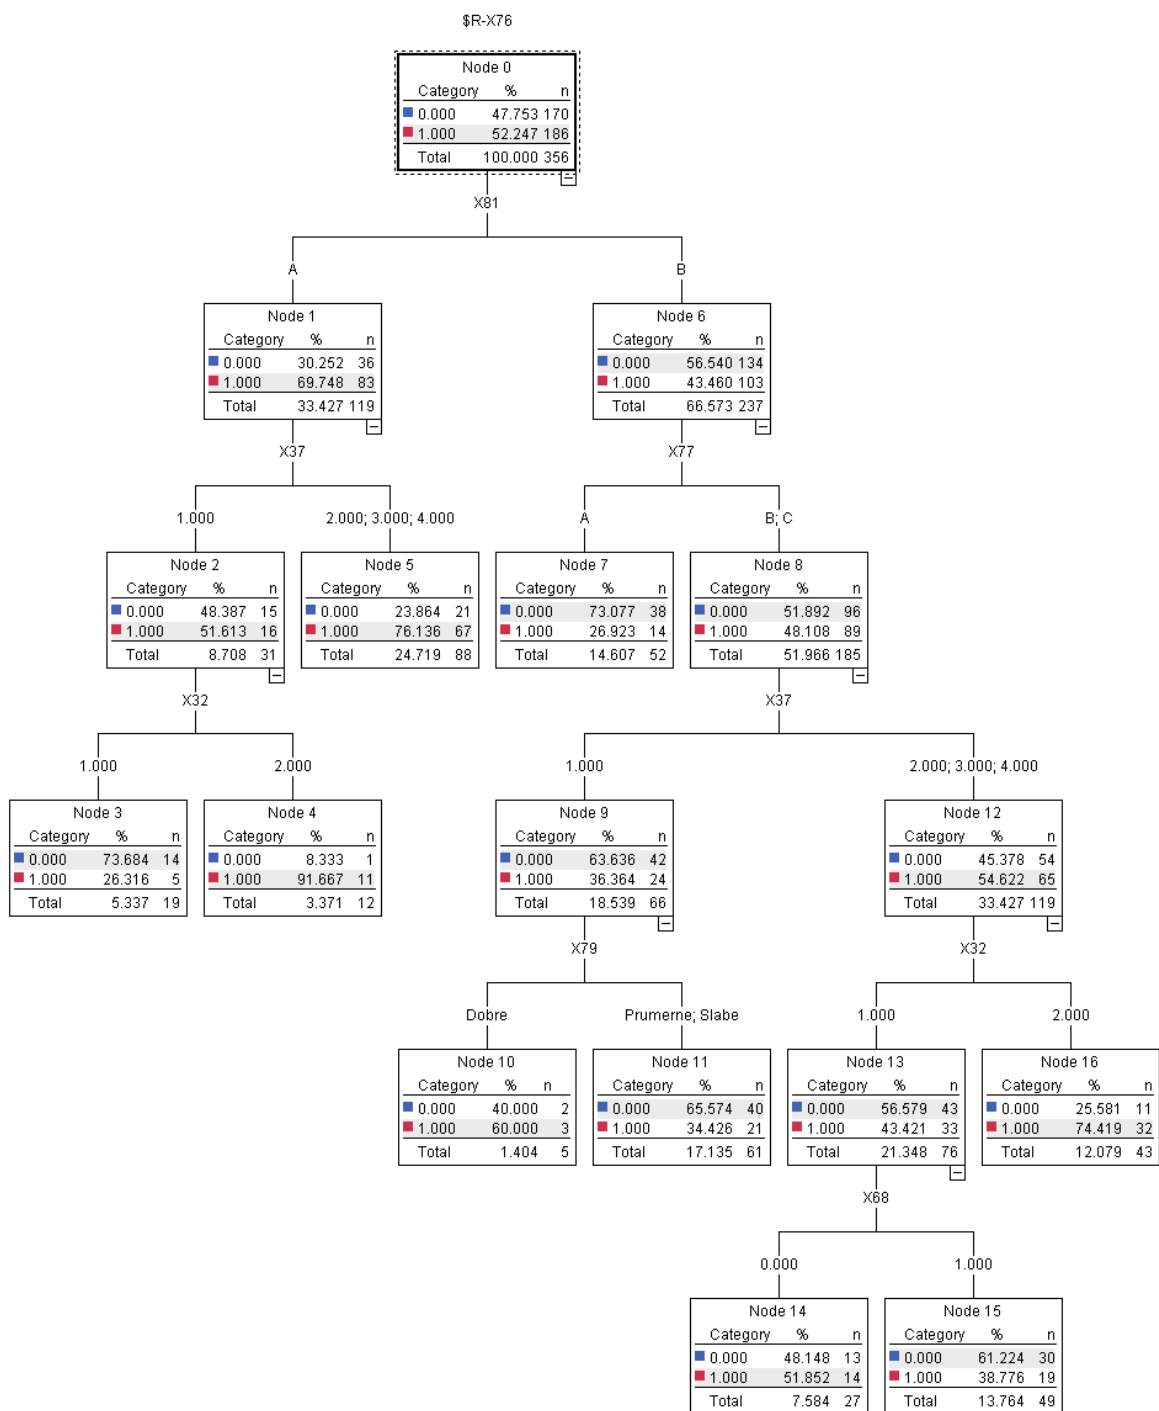 $R-X76
Node 0
Category % n
0.000 47.753 170
1.000 52.247 186
Total 100.000 356
X81
A B
Node 1
Category % n
0.000 30.252 36
1.000 69.748 83
Total 33.427 119
Node 6
Category % n
0.000 56.540 134
1.000 43.460 103
Total 66.573 237
X37
X77
1.000 2.000; 3.000; 4.000 A B; C
Node 2
Category % n
0.000 48.387 15
1.000 51.613 16
Total 8.708 31
Node 5
Category % n
0.000 23.864 21
1.000 76.136 67
Total 24.719 88
Node 7
Category % n
0.000 73.077 38
1.000 26.923 14
Total 14.607 52
Node 8
Category % n
0.000 51.892 96
1.000 48.108 89
Total 51.966 185
X32
X37
1.000 2.000 1.000 2.000; 3.000; 4.000
Node 3
Category % n
0.000 73.684 14
1.000 26.316 5
Total 5.337 19
Node 4
Category % n
0.000 8.333 1
1.000 91.667 11
Total 3.371 12
Node 9
Category % n
0.000 63.636 42
1.000 36.364 24
Total 18.539 66
Node 12
Category % n
0.000 45.378 54
1.000 54.622 65
Total 33.427 119
X79
X32
Dobre Prumerne; Slabe 1.000 2.000
Node 10
Category % n
0.000 40.000 2
1.000 60.000 3
Total 1.404 5
Node 11
Category % n
0.000 65.574 40
1.000 34.426 21
Total 17.135 61
Node 13
Category % n
0.000 56.579 43
1.000 43.421 33
Total 21.348 76
Node 16
Category % n
0.000 25.581 11
1.000 74.419 32
Total 12.079 43
X68
0.000 1.000
Node 14
Category % n
0.000 48.148 13
1.000 51.852 14
Total 7.584 27
Node 15
Category % n
0.000 61.224 30
1.000 38.776 19
Total 13.764 49